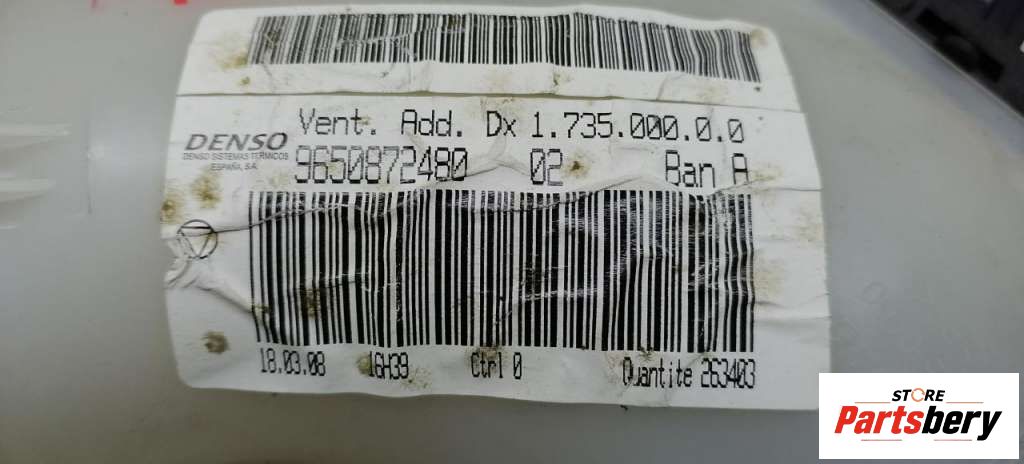 Vent. Add. Dx 1.735.000.0.0
DENSO
DENSO SISTEMAS TERMICOS
ESPAÑA, S.A.
9650872480 02 Ban A
18.03.08 16H39 Ctrl 0 Quantite 263403
STORE
Partsbery